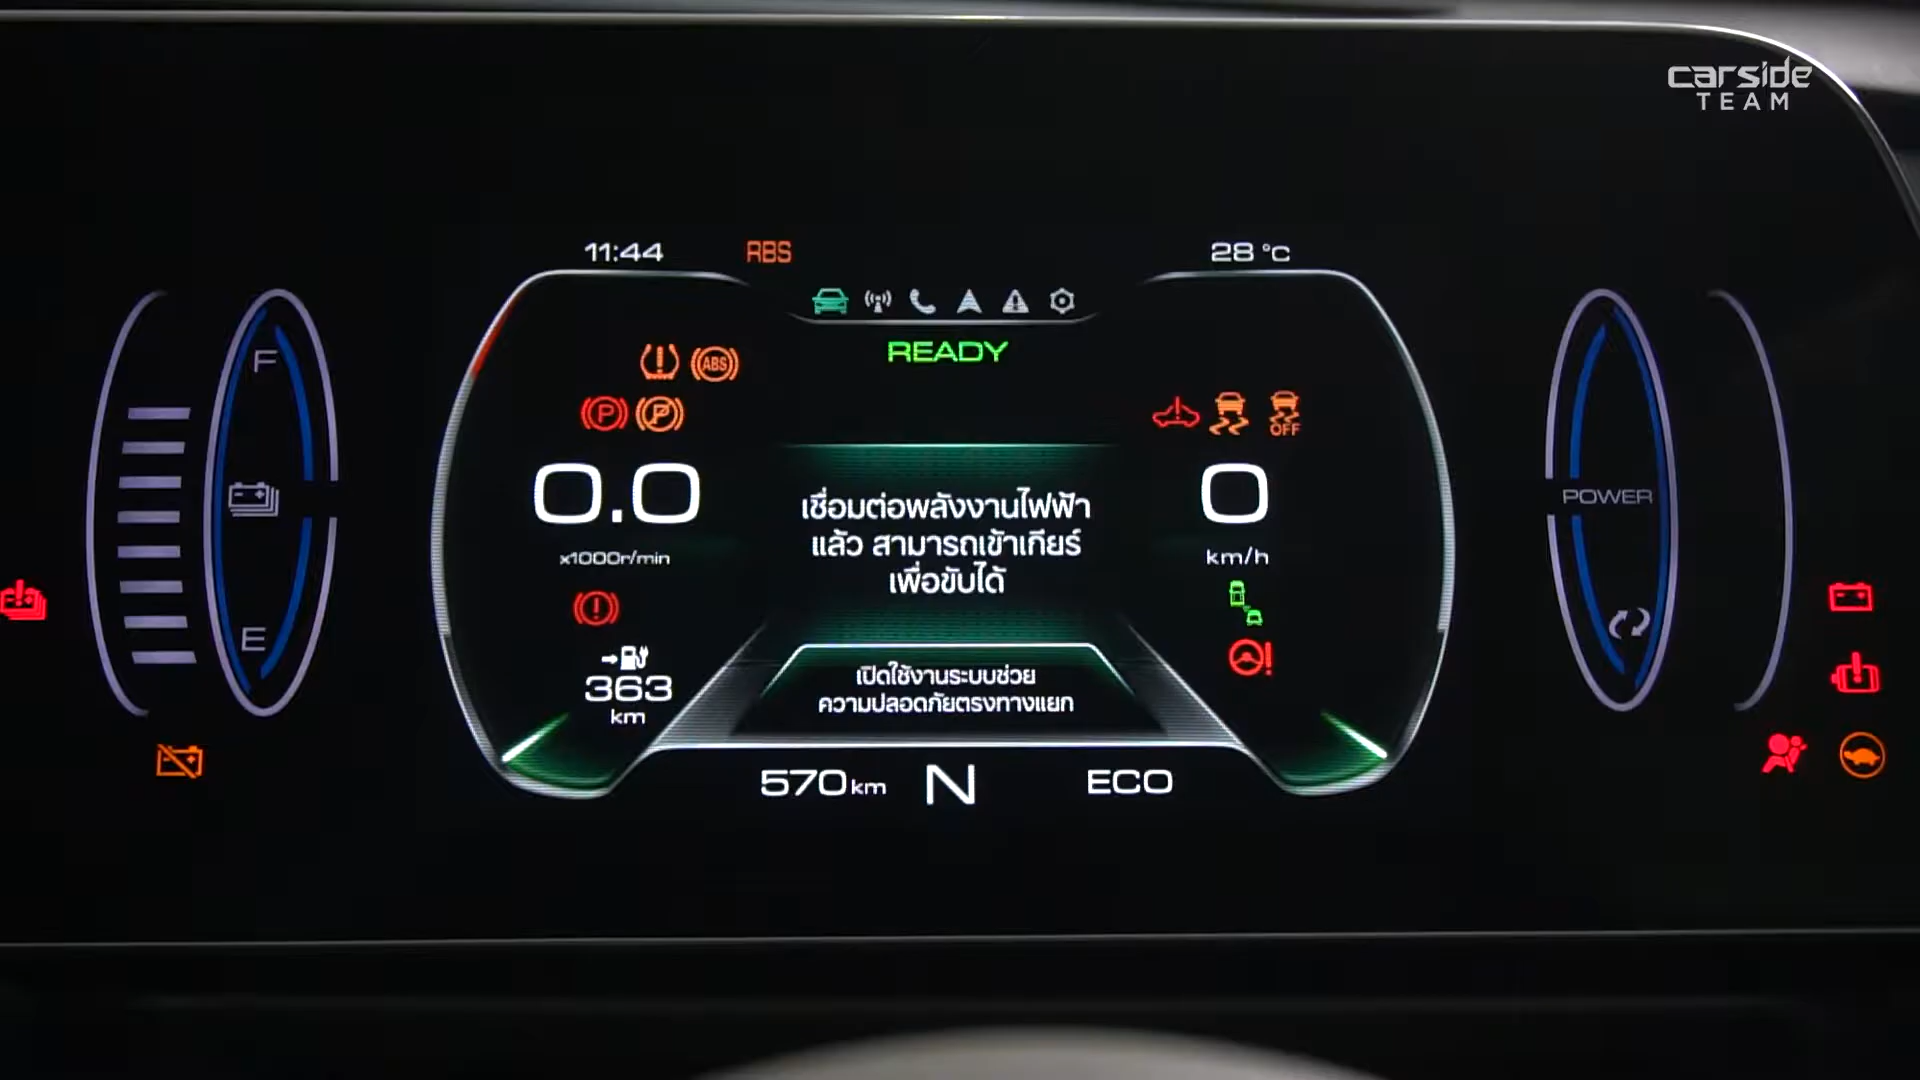 carside
TEAM
11:44
RBS
28 °C
READY
ABS
P
P
OFF
F
0.0
x1000r/min
เชื่อมต่อพลังงานไฟฟ้า
แล้ว สามารถเข้าเกียร์
เพื่อขับได้
0
km/h
POWER
E
363
km
เปิดใช้งานระบบช่วย
ความปลอดภัยตรงทางแยก
570 km
N
ECO